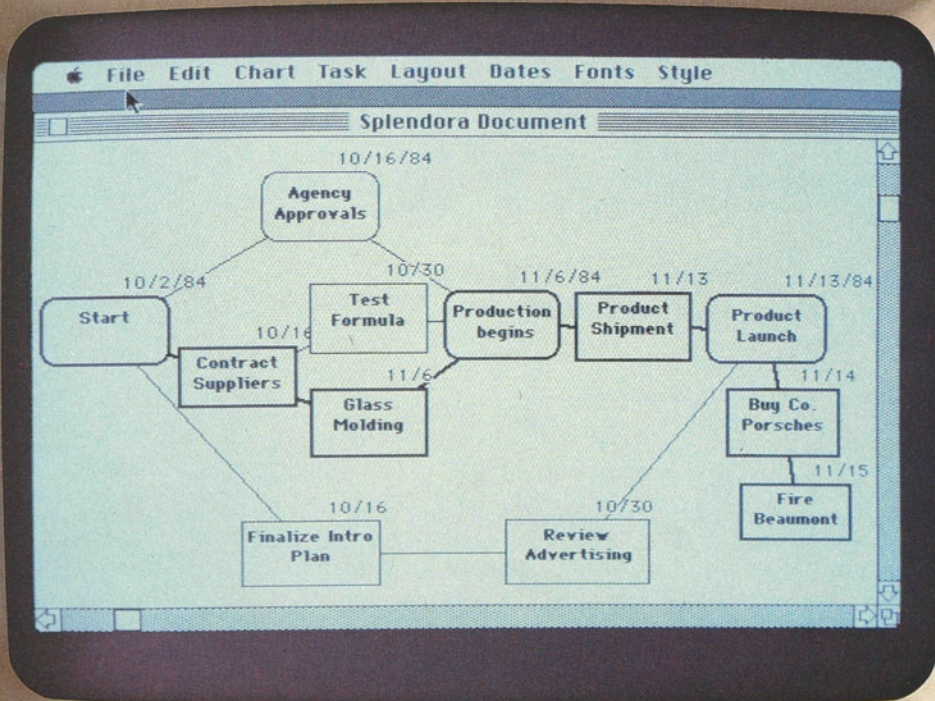 File Edit Chart Task Layout Dates Fonts Style
Splendora Document
10/16/84
Agency
Approvals
10/2/84
Start
10/30
Test
Formula
10/16
Contract
Suppliers
11/6
Glass
Molding
11/6/84
Production
begins
11/13
Product
Shipment
11/13/84
Product
Launch
11/14
Buy Co.
Porsches
11/15
Fire
Beaumont
10/16
Finalize Intro
Plan
10/30
Review
Advertising